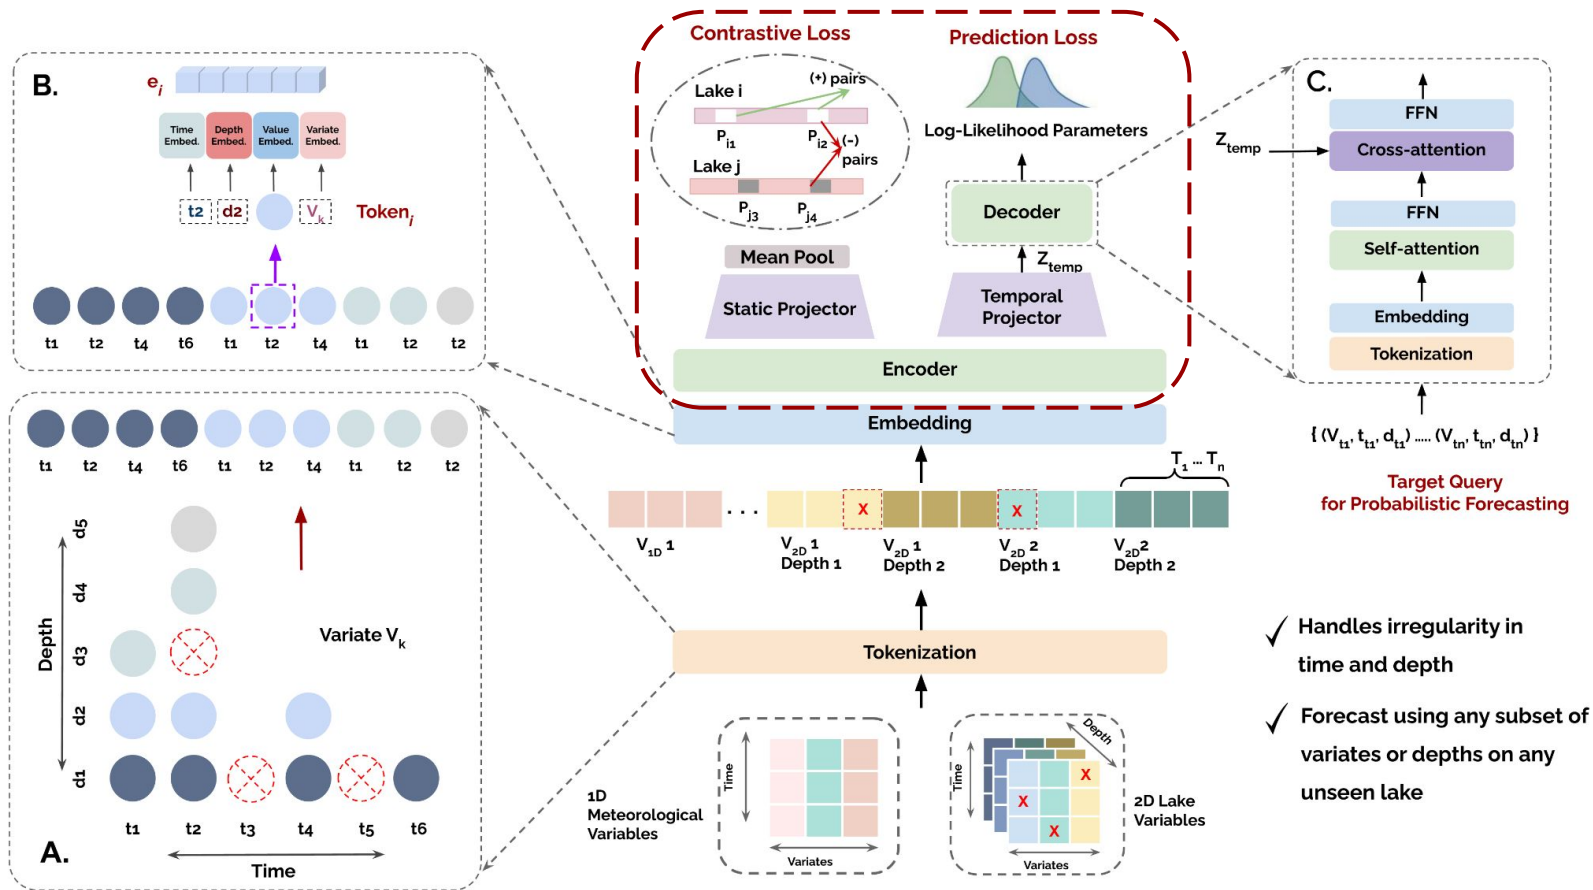 B.
e_i
Time Embed.
Depth Embed.
Value Embed.
Variate Embed.
t2
d2
V_k
Token_i
t1 t2 t4 t6 t1 t2 t4 t1 t2 t2
t1 t2 t4 t6 t1 t2 t4 t1 t2 t2
d5
d4
d3
d2
d1
Depth
Variate V_k
t1 t2 t3 t4 t5 t6
A.
Time
Contrastive Loss
Prediction Loss
Lake i
(+) pairs
P_i1
P_i2
(-)
pairs
Lake j
P_j3
P_j4
Log-Likelihood Parameters
Decoder
Mean Pool
Z_temp
Static Projector
Temporal
Projector
Encoder
Embedding
T_1 ... T_n
X
X
. . .
V_1D 1
V_2D 1
Depth 1
V_2D 1
Depth 2
V_2D 2
Depth 1
V_2D 2
Depth 2
Tokenization
1D
Meteorological
Variables
Time
Variates
Time
Depth
X
X
X
Variates
2D Lake
Variables
C.
FFN
Z_temp
Cross-attention
FFN
Self-attention
Embedding
Tokenization
{ (V_t1, t_t1, d_t1) ..... (V_tn, t_tn, d_tn) }
Target Query
for Probabilistic Forecasting
✓ Handles irregularity in
time and depth
✓ Forecast using any subset of
variates or depths on any
unseen lake